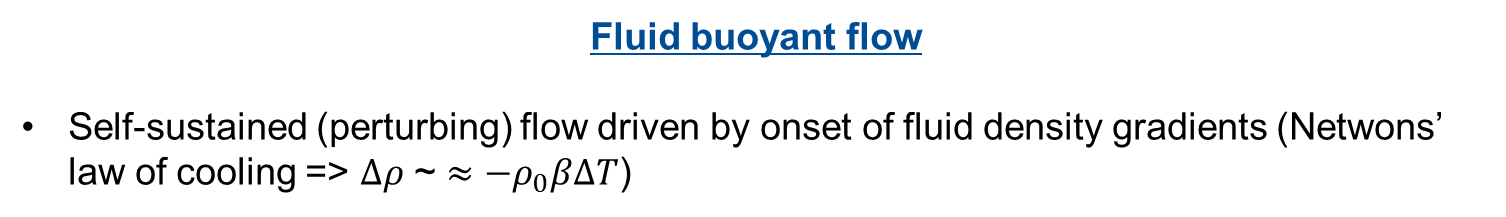 Fluid buoyant flow
• Self-sustained (perturbing) flow driven by onset of fluid density gradients (Netwons’
law of cooling => Δρ ~ ≈ −ρ₀βΔT)